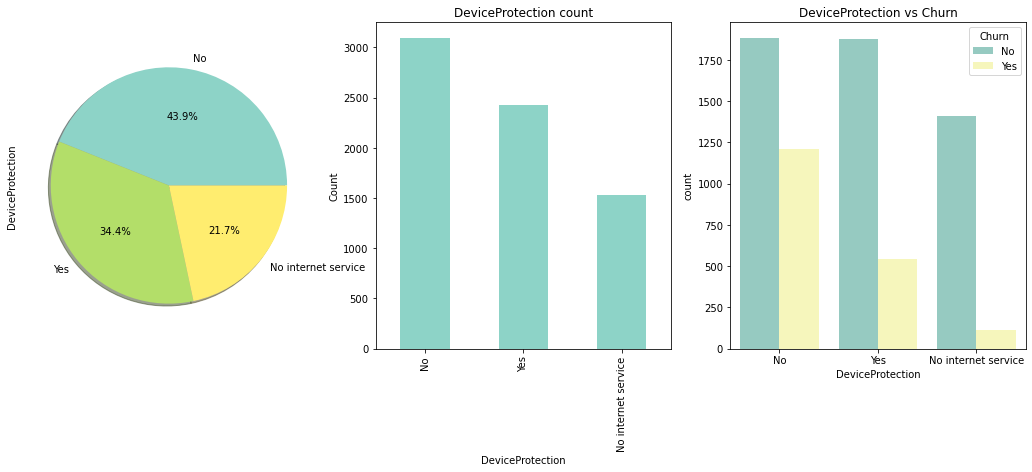 No
43.9%
DeviceProtection
34.4%
21.7%
Yes
No internet service
DeviceProtection count
3000
2500
2000
1500
1000
500
0
Count
No
Yes
No internet service
DeviceProtection
DeviceProtection vs Churn
Churn
No
Yes
1750
1500
1250
1000
750
500
250
0
count
No
Yes
No internet service
DeviceProtection